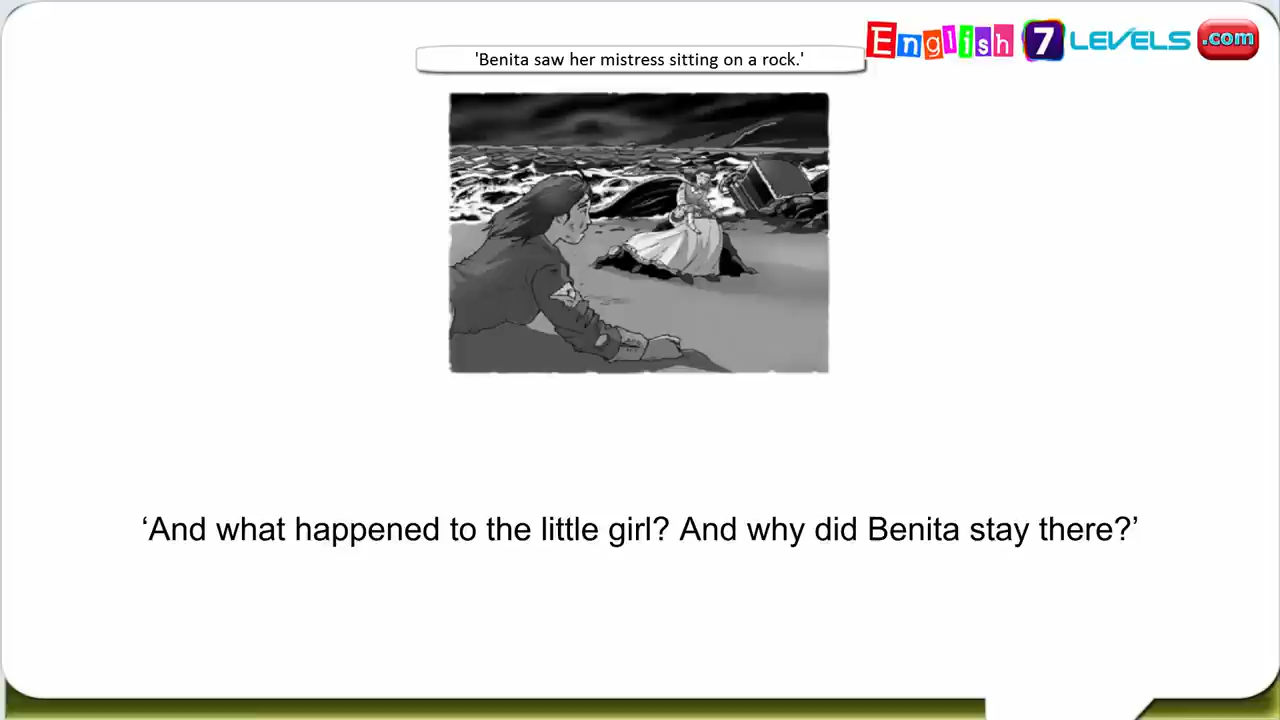 English 7 LEVELS .com
'Benita saw her mistress sitting on a rock.'
‘And what happened to the little girl? And why did Benita stay there?’